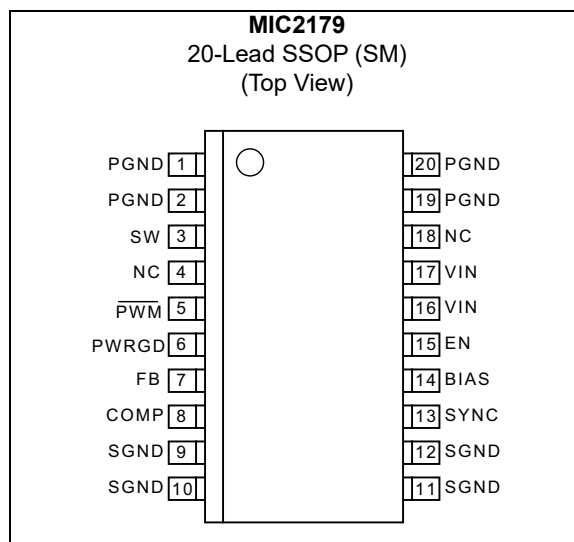 MIC2179
20-Lead SSOP (SM)
(Top View)
PGND 1 20 PGND
PGND 2 19 PGND
SW 3 18 NC
NC 4 17 VIN
PWM 5 16 VIN
PWRGD 6 15 EN
FB 7 14 BIAS
COMP 8 13 SYNC
SGND 9 12 SGND
SGND 10 11 SGND